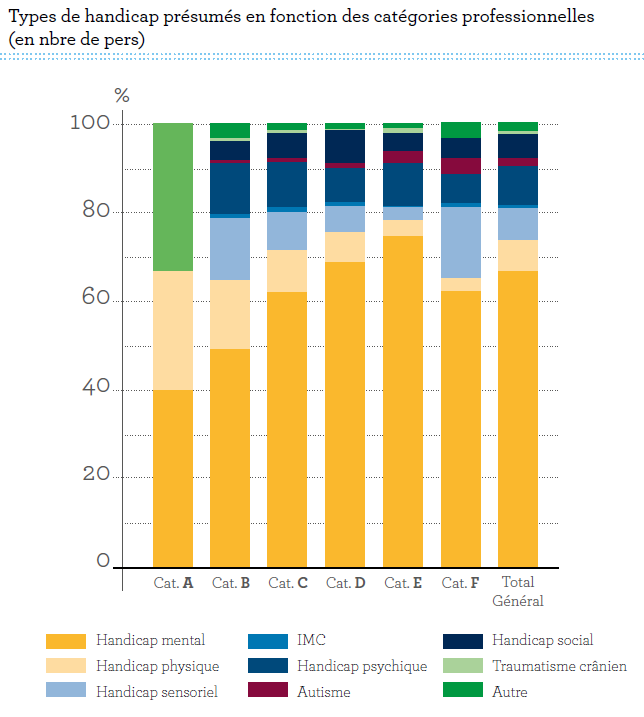 Types de handicap présumés en fonction des catégories professionnelles
(en nbre de pers)
%
100
80
60
40
20
0
Cat. A Cat. B Cat. C Cat. D Cat. E Cat. F Total
Général
Handicap mental IMC Handicap social
Handicap physique Handicap psychique Traumatisme crânien
Handicap sensoriel Autisme Autre